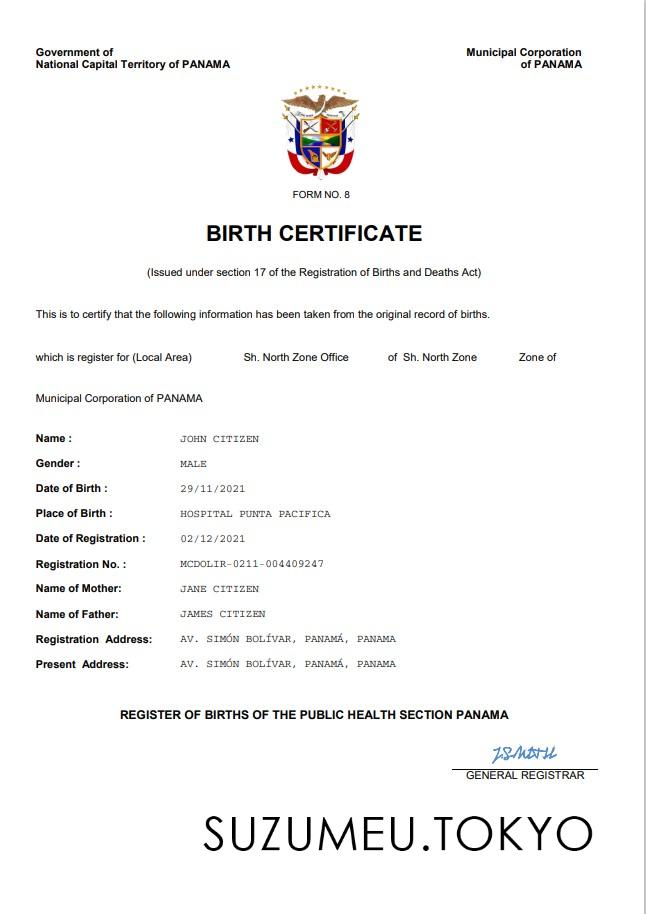 Government of
National Capital Territory of PANAMA
Municipal Corporation
of PANAMA
FORM NO. 8
BIRTH CERTIFICATE
(Issued under section 17 of the Registration of Births and Deaths Act)
This is to certify that the following information has been taken from the original record of births.
which is register for (Local Area) Sh. North Zone Office of Sh. North Zone Zone of
Municipal Corporation of PANAMA
Name : JOHN CITIZEN
Gender : MALE
Date of Birth : 29/11/2021
Place of Birth : HOSPITAL PUNTA PACIFICA
Date of Registration : 02/12/2021
Registration No. : MCDOLIR-0211-004409247
Name of Mother: JANE CITIZEN
Name of Father: JAMES CITIZEN
Registration Address: AV. SIMÓN BOLÍVAR, PANAMÁ, PANAMA
Present Address: AV. SIMÓN BOLÍVAR, PANAMÁ, PANAMA
REGISTER OF BIRTHS OF THE PUBLIC HEALTH SECTION PANAMA
GENERAL REGISTRAR
SUZUMEU.TOKYO